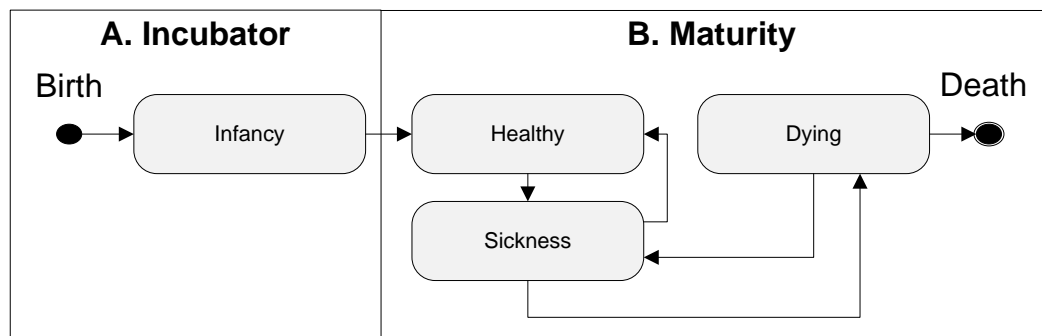 A. Incubator
B. Maturity
Birth
Death
Infancy
Healthy
Dying
Sickness